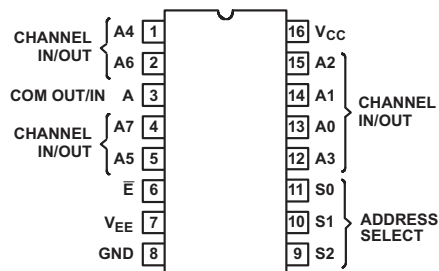 CHANNEL IN/OUT
A4 1
A6 2
COM OUT/IN A 3
CHANNEL IN/OUT
A7 4
A5 5
E̅ 6
VEE 7
GND 8
16 VCC
15 A2
14 A1
13 A0
12 A3
CHANNEL IN/OUT
11 S0
10 S1
9 S2
ADDRESS SELECT